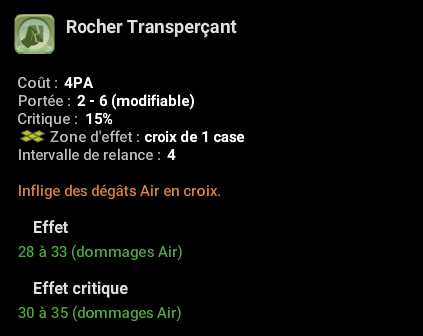 Rocher Transperçant
Coût : 4PA
Portée : 2 - 6 (modifiable)
Critique : 15%
Zone d'effet : croix de 1 case
Intervalle de relance : 4
Inflige des dégâts Air en croix.
Effet
28 à 33 (dommages Air)
Effet critique
30 à 35 (dommages Air)